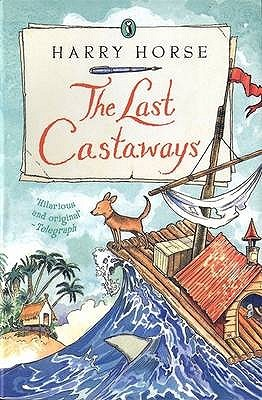 HARRY HORSE
The Last
Castaways
'Hilarious
and original'
-Telegraph